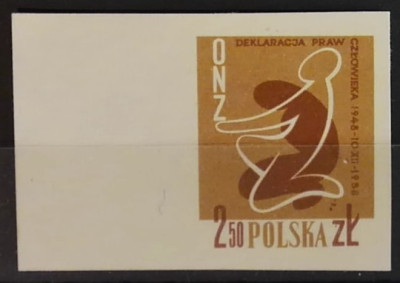 DEKLARACJA PRAW
CZŁOWIEKA 1948-10.XII-1958
ONZ
2.50 POLSKA ZŁ